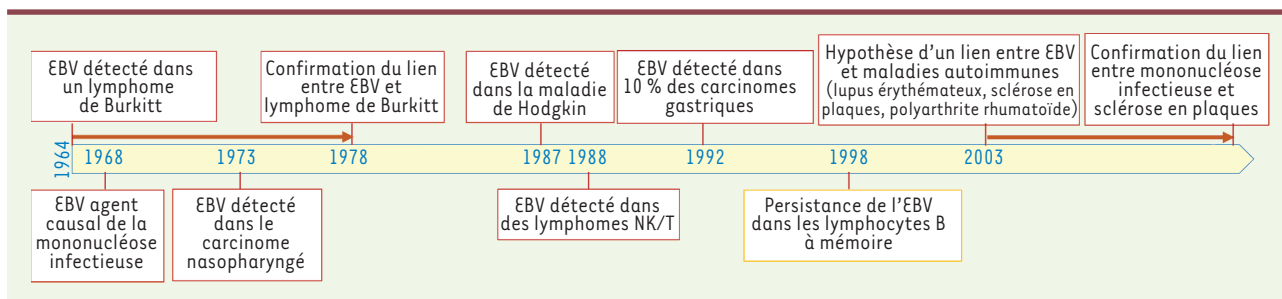 EBV détecté dans
un lymphome
de Burkitt
Confirmation du lien
entre EBV et
lymphome de Burkitt
EBV détecté
dans la maladie
de Hodgkin
EBV détecté dans
10 % des carcinomes
gastriques
Hypothèse d'un lien entre EBV
et maladies autoimmunes
(lupus érythémateux, sclérose en
plaques, polyarthrite rhumatoïde)
Confirmation du lien
entre mononucléose
infectieuse et
sclérose en plaques
1964
1968
1973
1978
1987
1988
1992
1998
2003
EBV agent
causal de la
mononucléose
infectieuse
EBV détecté
dans le
carcinome
nasopharyngé
EBV détecté dans
des lymphomes NK/T
Persistance de l'EBV
dans les lymphocytes B
à mémoire